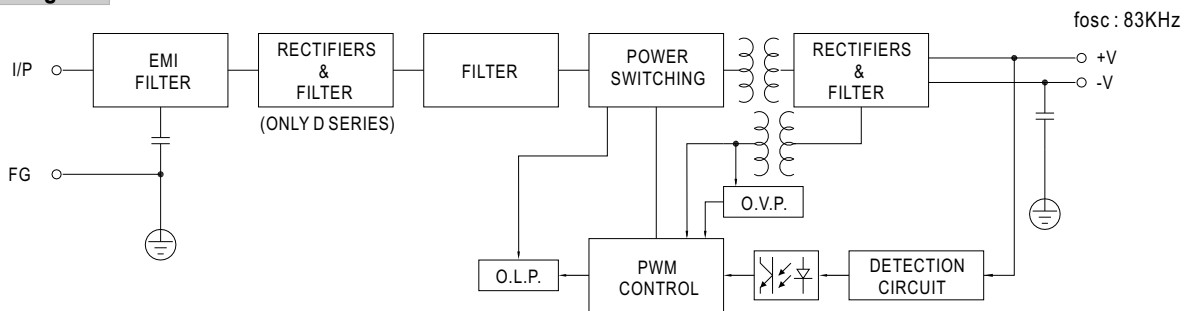 fosc : 83KHz
I/P
EMI
FILTER
RECTIFIERS
&
FILTER
(ONLY D SERIES)
FILTER
POWER
SWITCHING
RECTIFIERS
&
FILTER
+V
-V
FG
O.V.P.
O.L.P.
PWM
CONTROL
DETECTION
CIRCUIT